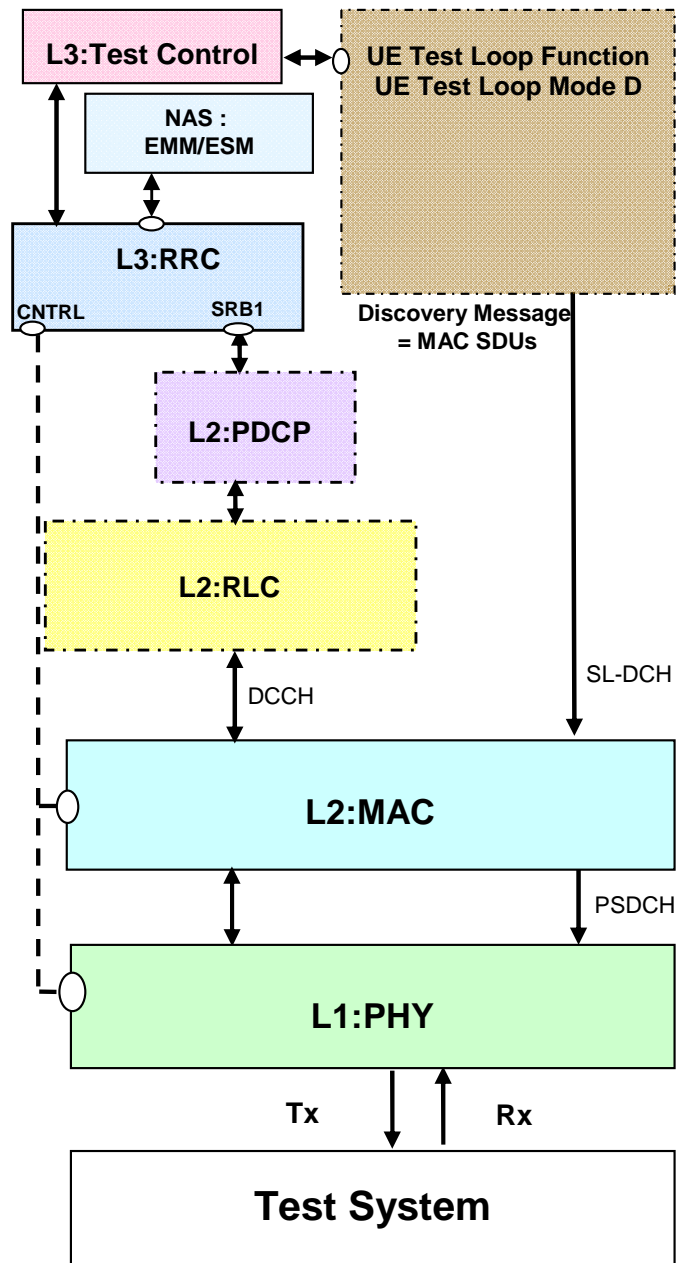 L3:Test Control
UE Test Loop Function
UE Test Loop Mode D
NAS :
EMM/ESM
L3:RRC
CNTRL
SRB1
Discovery Message
= MAC SDUs
L2:PDCP
L2:RLC
DCCH
SL-DCH
L2:MAC
PSDCH
L1:PHY
Tx
Rx
Test System